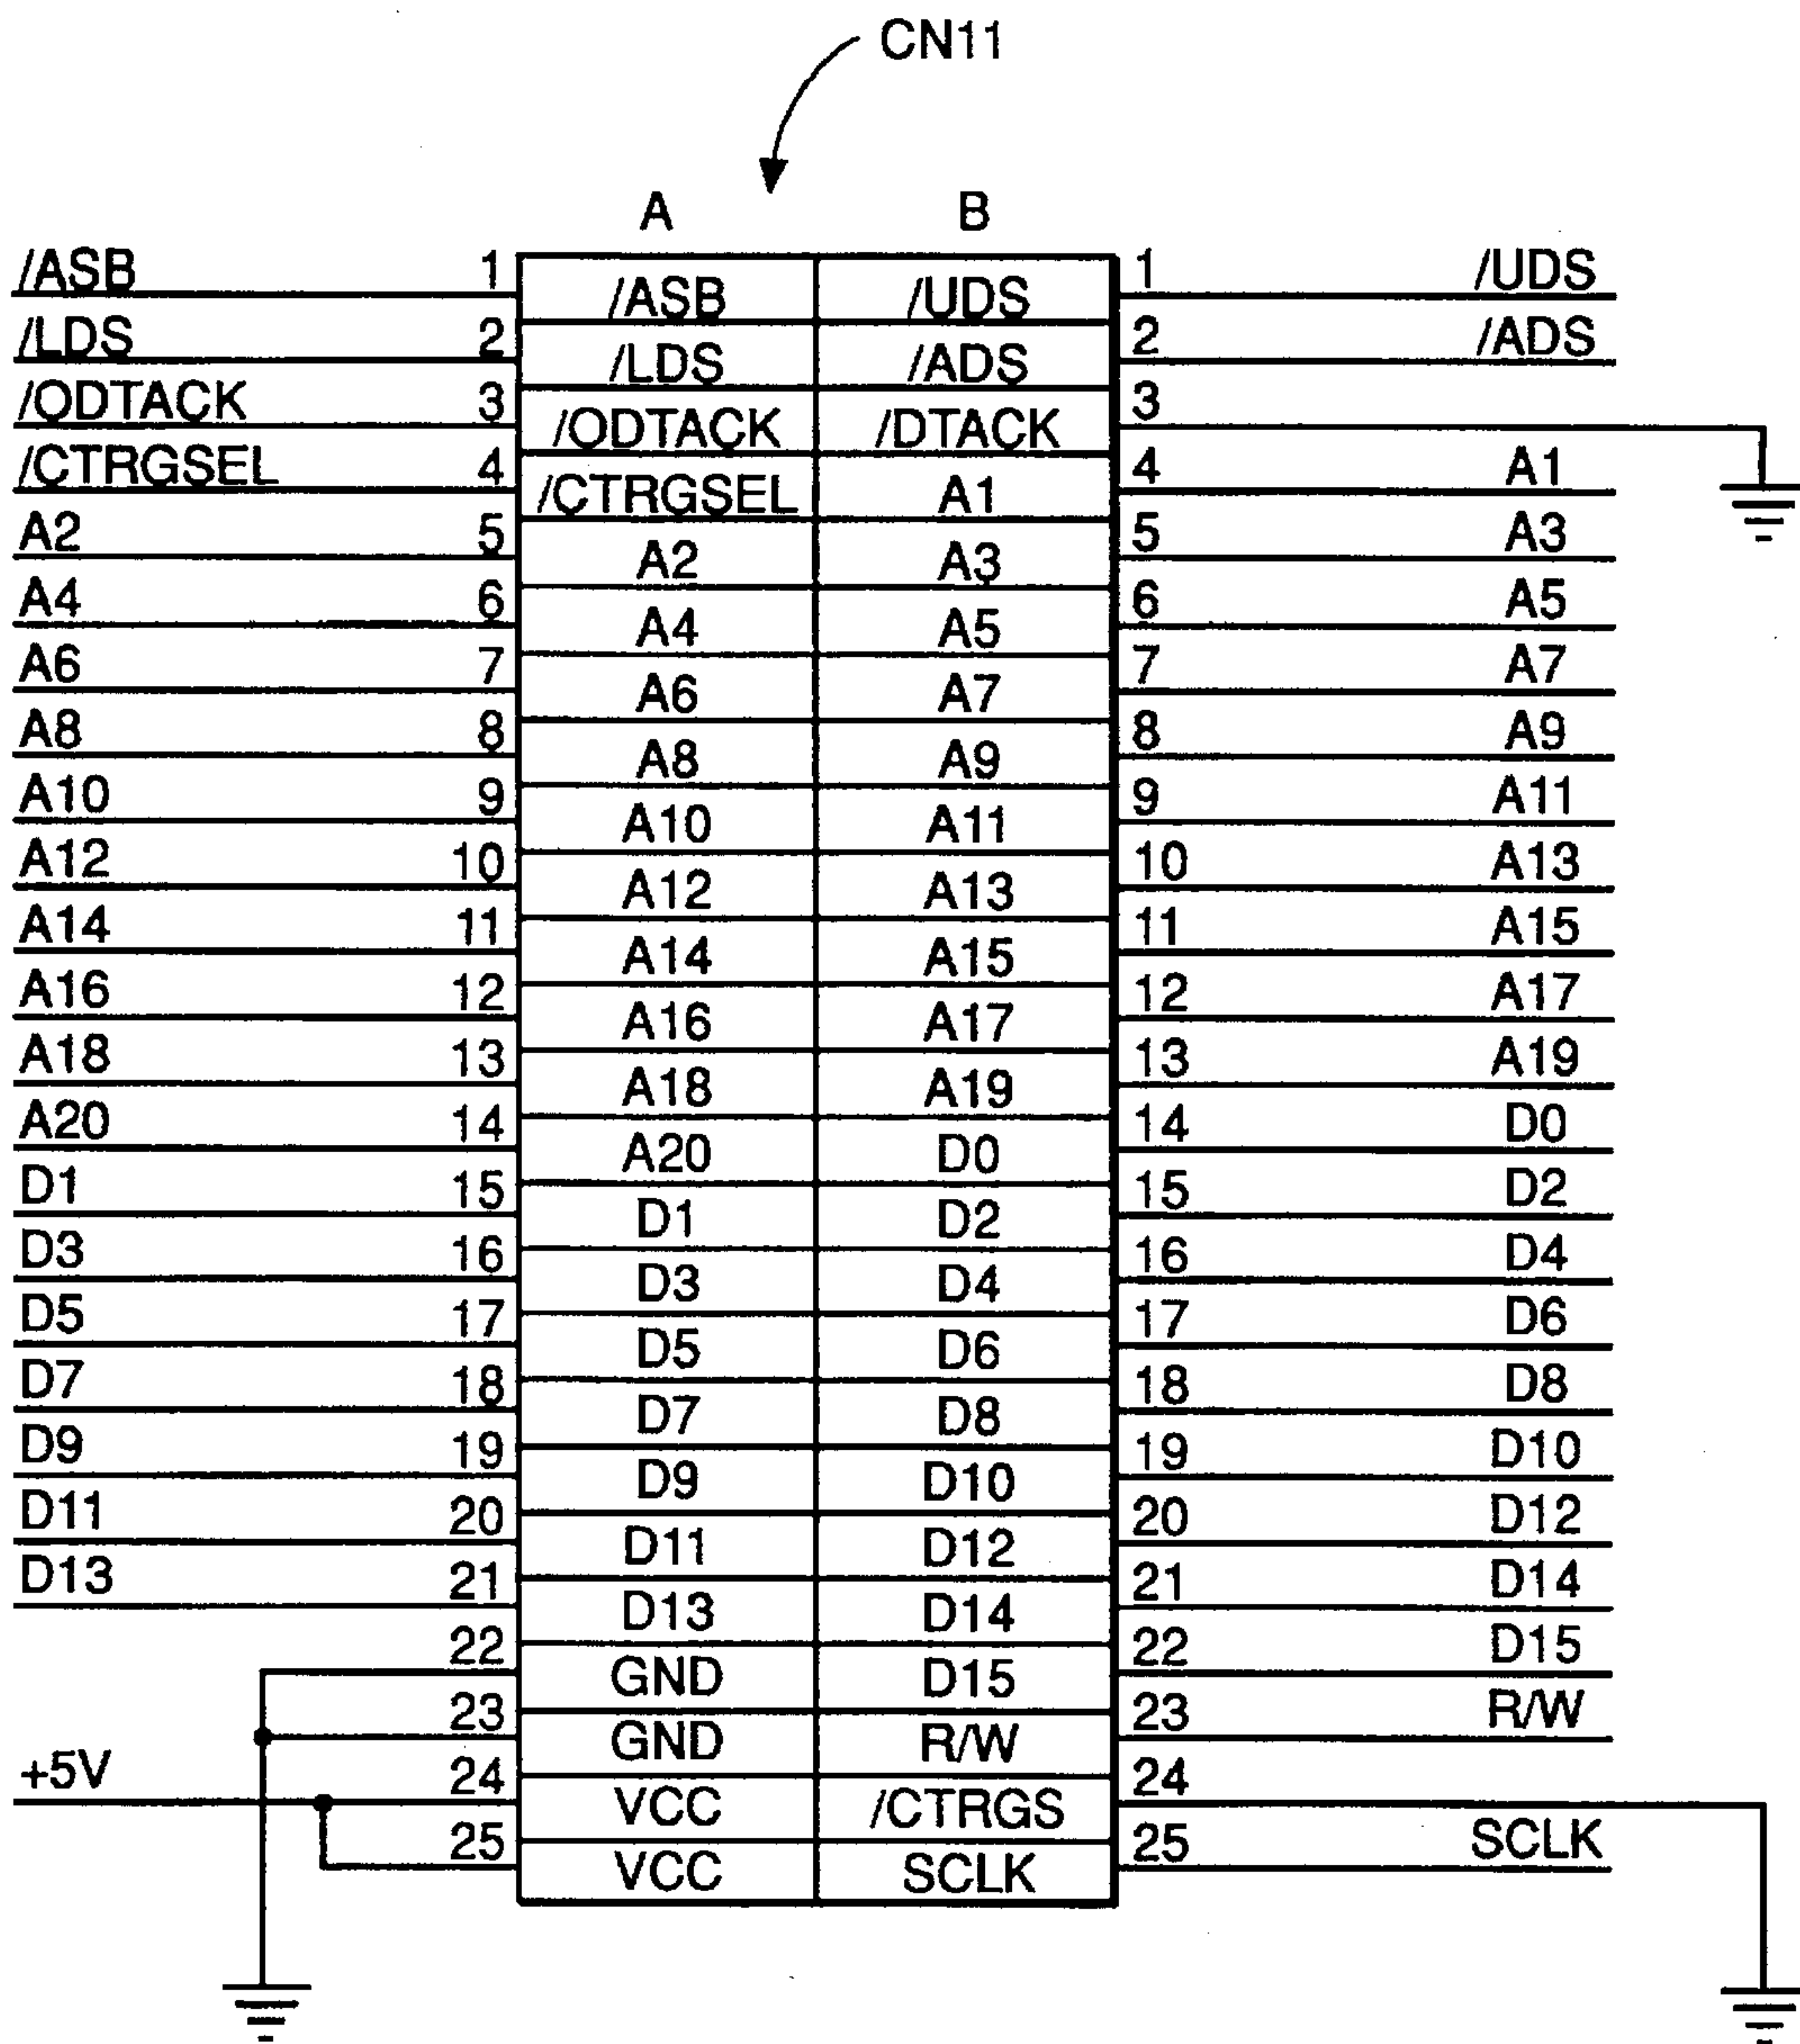 CN11
A B
/ASB 1 /ASB /UDS 1 /UDS
/LDS 2 /LDS /ADS 2 /ADS
/ODTACK 3 /ODTACK /DTACK 3
/CTRGSEL 4 /CTRGSEL A1 4 A1
A2 5 A2 A3 5 A3
A4 6 A4 A5 6 A5
A6 7 A6 A7 7 A7
A8 8 A8 A9 8 A9
A10 9 A10 A11 9 A11
A12 10 A12 A13 10 A13
A14 11 A14 A15 11 A15
A16 12 A16 A17 12 A17
A18 13 A18 A19 13 A19
A20 14 A20 D0 14 D0
D1 15 D1 D2 15 D2
D3 16 D3 D4 16 D4
D5 17 D5 D6 17 D6
D7 18 D7 D8 18 D8
D9 19 D9 D10 19 D10
D11 20 D11 D12 20 D12
D13 21 D13 D14 21 D14
22 GND D15 22 D15
23 GND R/W 23 R/W
+5V 24 VCC /CTRGS 24
25 VCC SCLK 25 SCLK